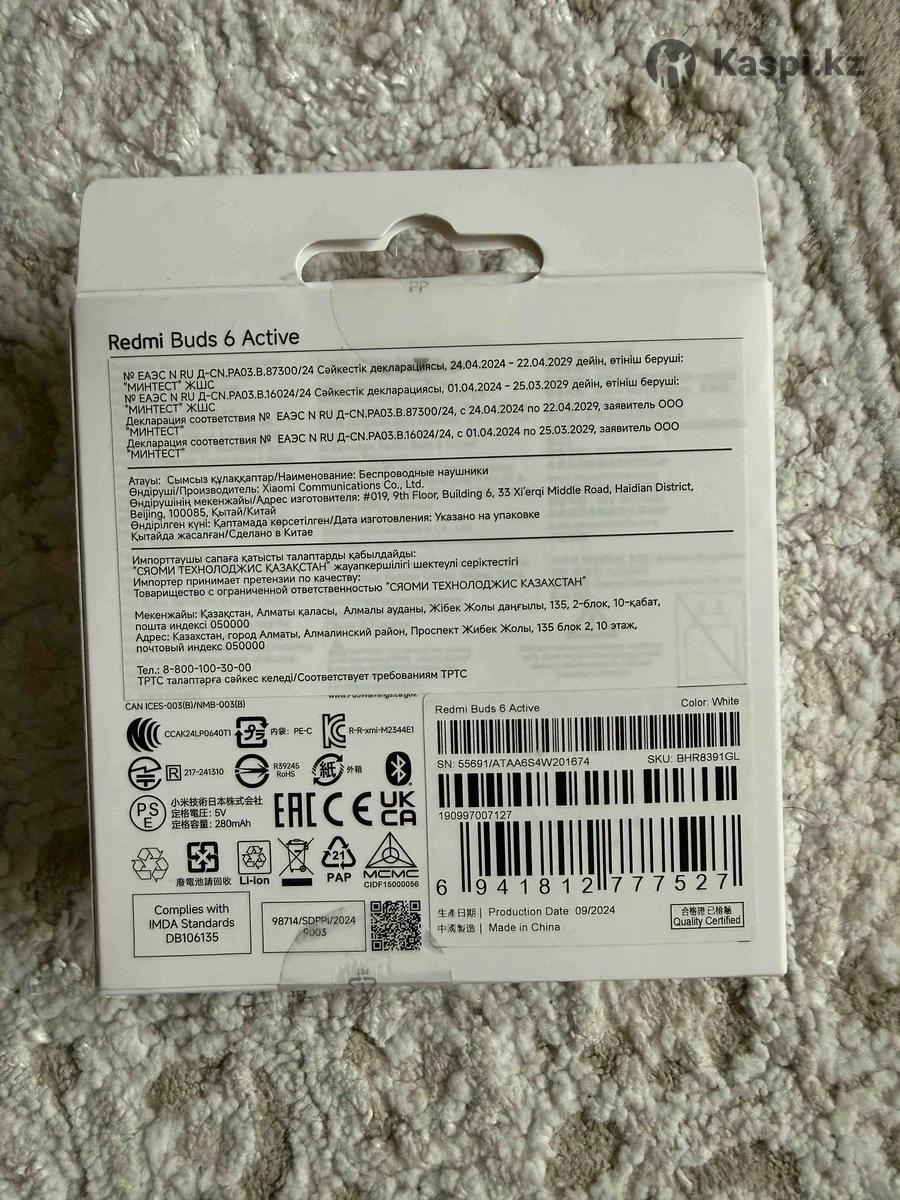 Kaspi.kz
PP
Redmi Buds 6 Active
№ ЕАЭС N RU Д-CN.РА03.В.87300/24 Сәйкестік декларациясы, 24.04.2024 - 22.04.2029 дейін, өтініш беруші:
"МИНТЕСТ" ЖШС
№ ЕАЭС N RU Д-CN.РА03.В.16024/24 Сәйкестік декларациясы, 01.04.2024 - 25.03.2029 дейін, өтініш беруші:
"МИНТЕСТ" ЖШС
Декларация соответствия № ЕАЭС N RU Д-CN.РА03.В.87300/24, с 24.04.2024 по 22.04.2029, заявитель ООО
"МИНТЕСТ"
Декларация соответствия № ЕАЭС N RU Д-CN.РА03.В.16024/24, с 01.04.2024 по 25.03.2029, заявитель ООО
"МИНТЕСТ"
Атауы: Сымсыз құлаққаптар/Наименование: Беспроводные наушники
Өндіруші/Производитель: Xiaomi Communications Co., Ltd.
Өндірушінің мекенжайы/Адрес изготовителя: #019, 9th Floor, Building 6, 33 Xi'erqi Middle Road, Haidian District,
Beijing, 100085, Қытай/Китай
Өндірілген күні: Қаптамада көрсетілген/Дата изготовления: Указано на упаковке
Қытайда жасалған/Сделано в Китае
Импорттаушы сапаға қатысты талаптарды қабылдайды:
"СЯОМИ ТЕХНОЛОДЖИС ҚАЗАҚСТАН" жауапкершілігі шектеулі серіктестігі
Импортер принимает претензии по качеству:
Товарищество с ограниченной ответственностью "СЯОМИ ТЕХНОЛОДЖИС КАЗАХСТАН"
Мекенжайы: Қазақстан, Алматы қаласы, Алмалы ауданы, Жібек Жолы даңғылы, 135, 2-блок, 10-қабат,
пошта индексі 050000
Адрес: Казахстан, город Алматы, Алмалинский район, Проспект Жибек Жолы, 135 блок 2, 10 этаж,
почтовый индекс 050000
Тел.: 8-800-100-30-00
ТРТС талаптарға сәйкес келеді/Соответствует требованиям ТРТС
CAN ICES-003(B)/NMB-003(B)
CCAK24LP0640T1
プラ
内袋: PE-C
R-R-xmi-M2344E1
R 217-241310
R39245
RoHS
紙
外箱
PS
E
小米技術日本株式会社
定格電圧: 5V
定格容量: 280mAh
EAC CE UK
CA
廢電池請回收
Li-ion
21
PAP
MCMC
CIDF15000056
Complies with
IMDA Standards
DB106135
98714/SDPPI/2024
9003
Redmi Buds 6 Active
Color: White
SN: 55691/ATAA6S4W201674
SKU: BHR8391GL
190997007127
6 941812 777527
生產日期 | Production Date: 09/2024
中國製造 | Made in China
合格證 已檢驗
Quality Certified